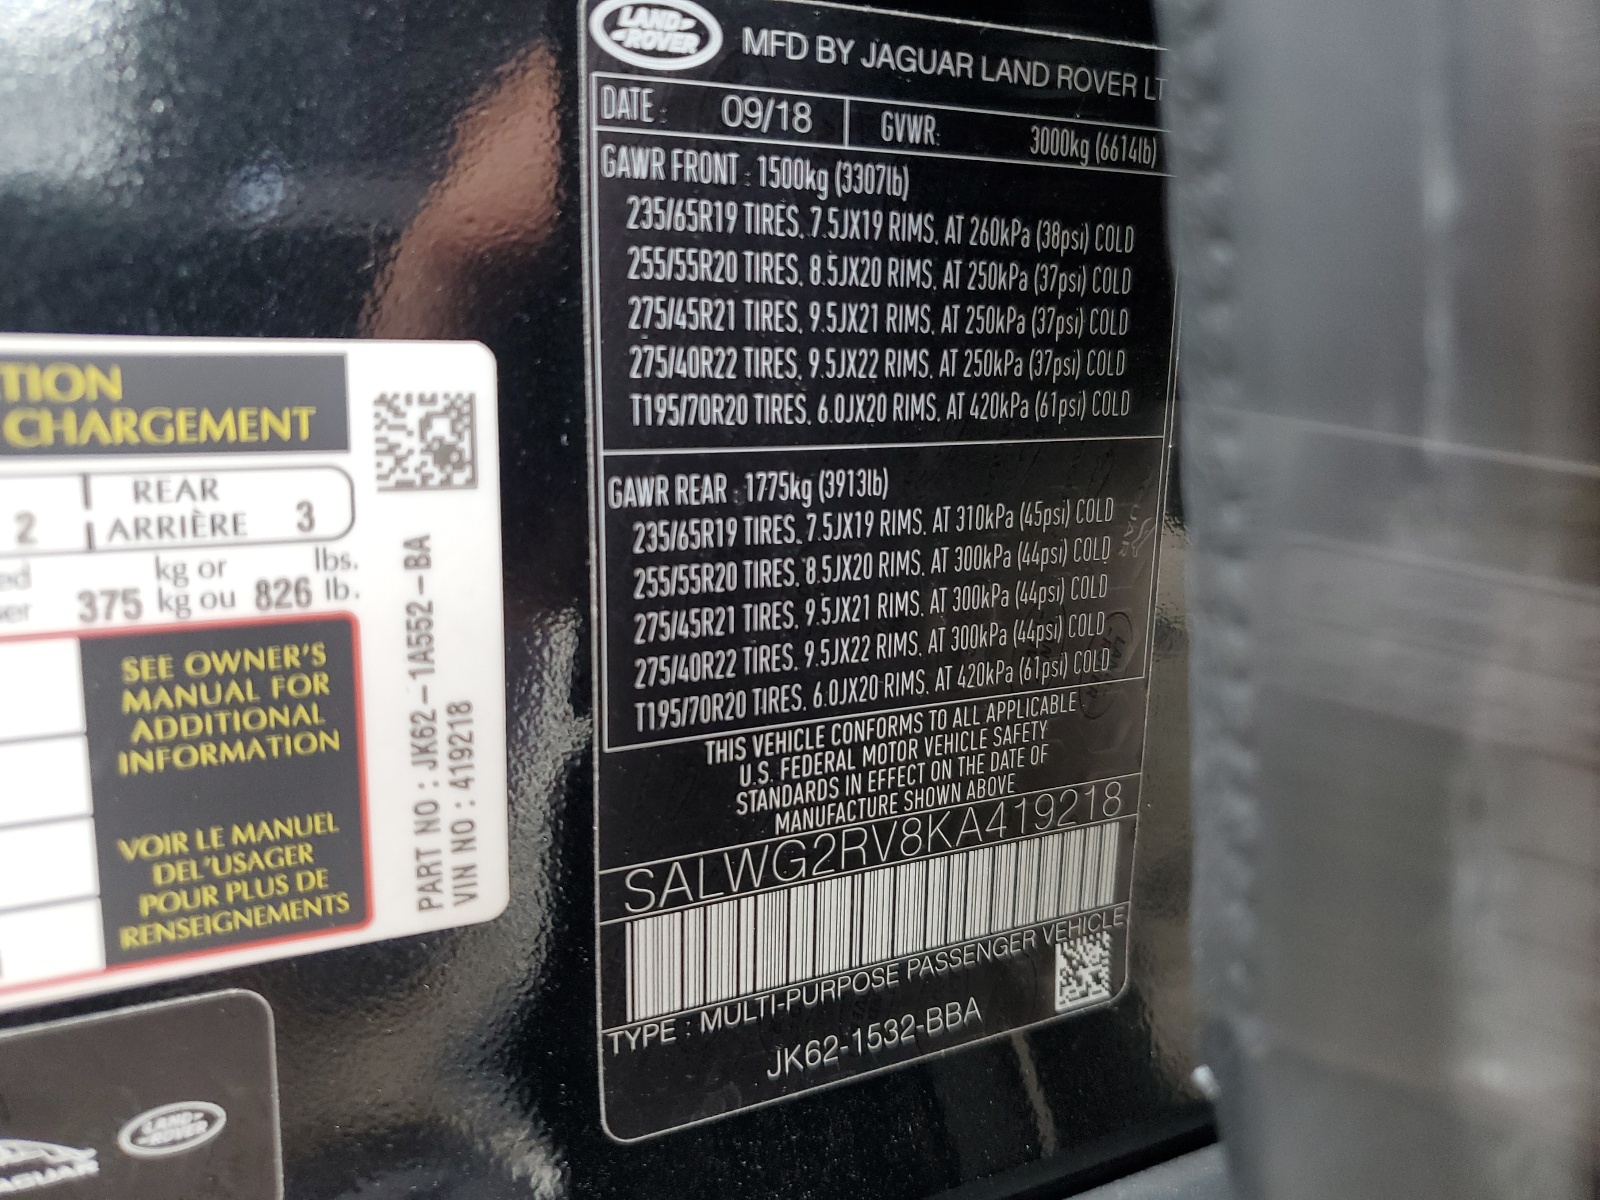 LAND ROVER
MFD BY JAGUAR LAND ROVER LT
DATE : 09/18 GVWR: 3000kg (6614lb)
GAWR FRONT : 1500kg (3307lb)
235/65R19 TIRES, 7.5JX19 RIMS, AT 260kPa (38psi) COLD
255/55R20 TIRES, 8.5JX20 RIMS, AT 250kPa (37psi) COLD
275/45R21 TIRES, 9.5JX21 RIMS, AT 250kPa (37psi) COLD
275/40R22 TIRES, 9.5JX22 RIMS, AT 250kPa (37psi) COLD
T195/70R20 TIRES, 6.0JX20 RIMS, AT 420kPa (61psi) COLD
GAWR REAR : 1775kg (3913lb)
235/65R19 TIRES, 7.5JX19 RIMS, AT 310kPa (45psi) COLD
255/55R20 TIRES, 8.5JX20 RIMS, AT 300kPa (44psi) COLD
275/45R21 TIRES, 9.5JX21 RIMS, AT 300kPa (44psi) COLD
275/40R22 TIRES, 9.5JX22 RIMS, AT 300kPa (44psi) COLD
T195/70R20 TIRES, 6.0JX20 RIMS, AT 420kPa (61psi) COLD
THIS VEHICLE CONFORMS TO ALL APPLICABLE
U.S. FEDERAL MOTOR VEHICLE SAFETY
STANDARDS IN EFFECT ON THE DATE OF
MANUFACTURE SHOWN ABOVE
SALWG2RV8KA419218
TYPE : MULTI-PURPOSE PASSENGER VEHICLE
JK62-1532-BBA
TION
CHARGEMENT
2 REAR
ARRIÈRE 3
kg or lbs.
375 kg ou 826 lb.
SEE OWNER'S
MANUAL FOR
ADDITIONAL
INFORMATION
VOIR LE MANUEL
DEL'USAGER
POUR PLUS DE
RENSEIGNEMENTS
PART NO : JK62-1A552-BA
VIN NO : 419218
LAND ROVER
AGUAR